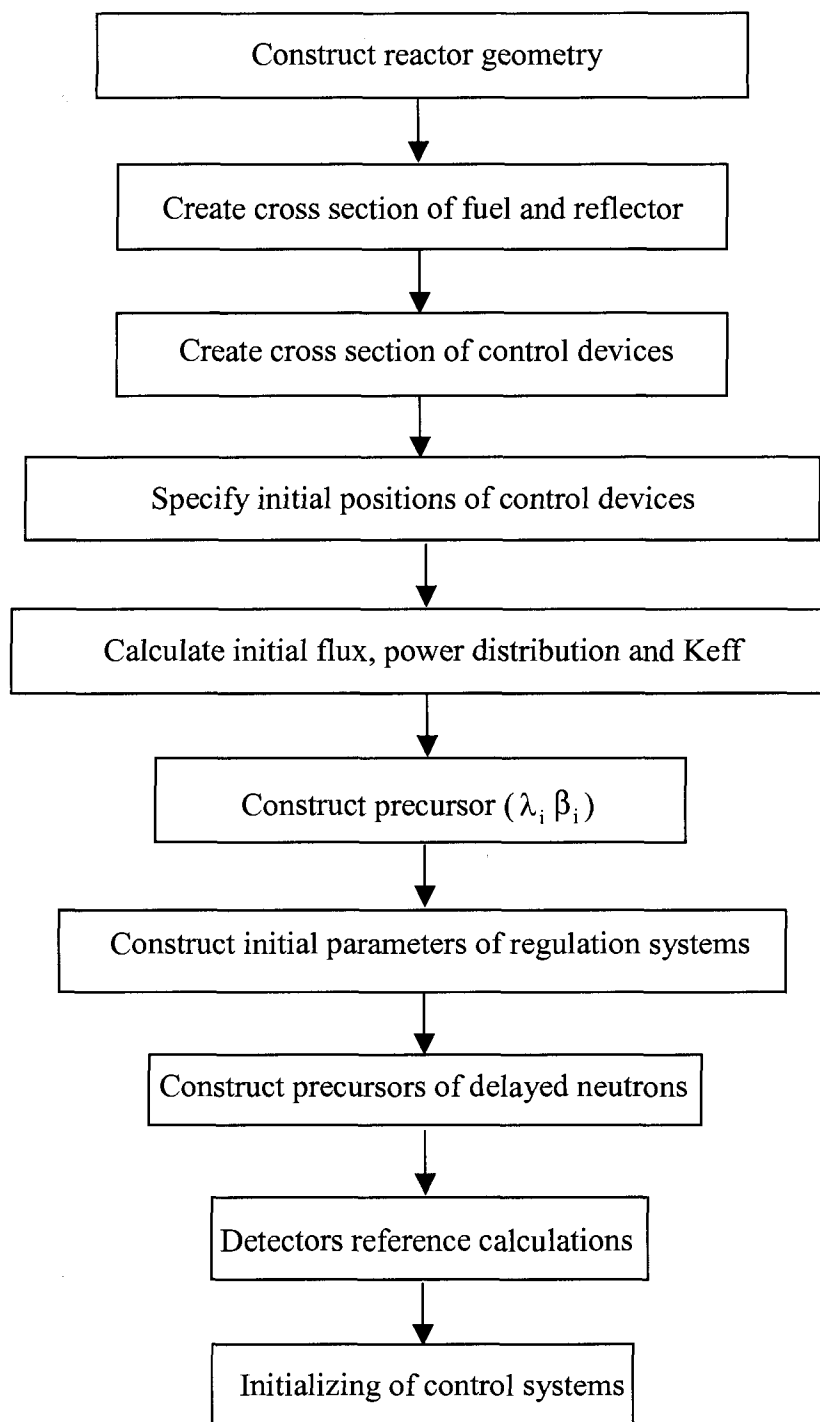 Construct reactor geometry
Create cross section of fuel and reflector
Create cross section of control devices
Specify initial positions of control devices
Calculate initial flux, power distribution and Keff
Construct precursor (λᵢ βᵢ)
Construct initial parameters of regulation systems
Construct precursors of delayed neutrons
Detectors reference calculations
Initializing of control systems